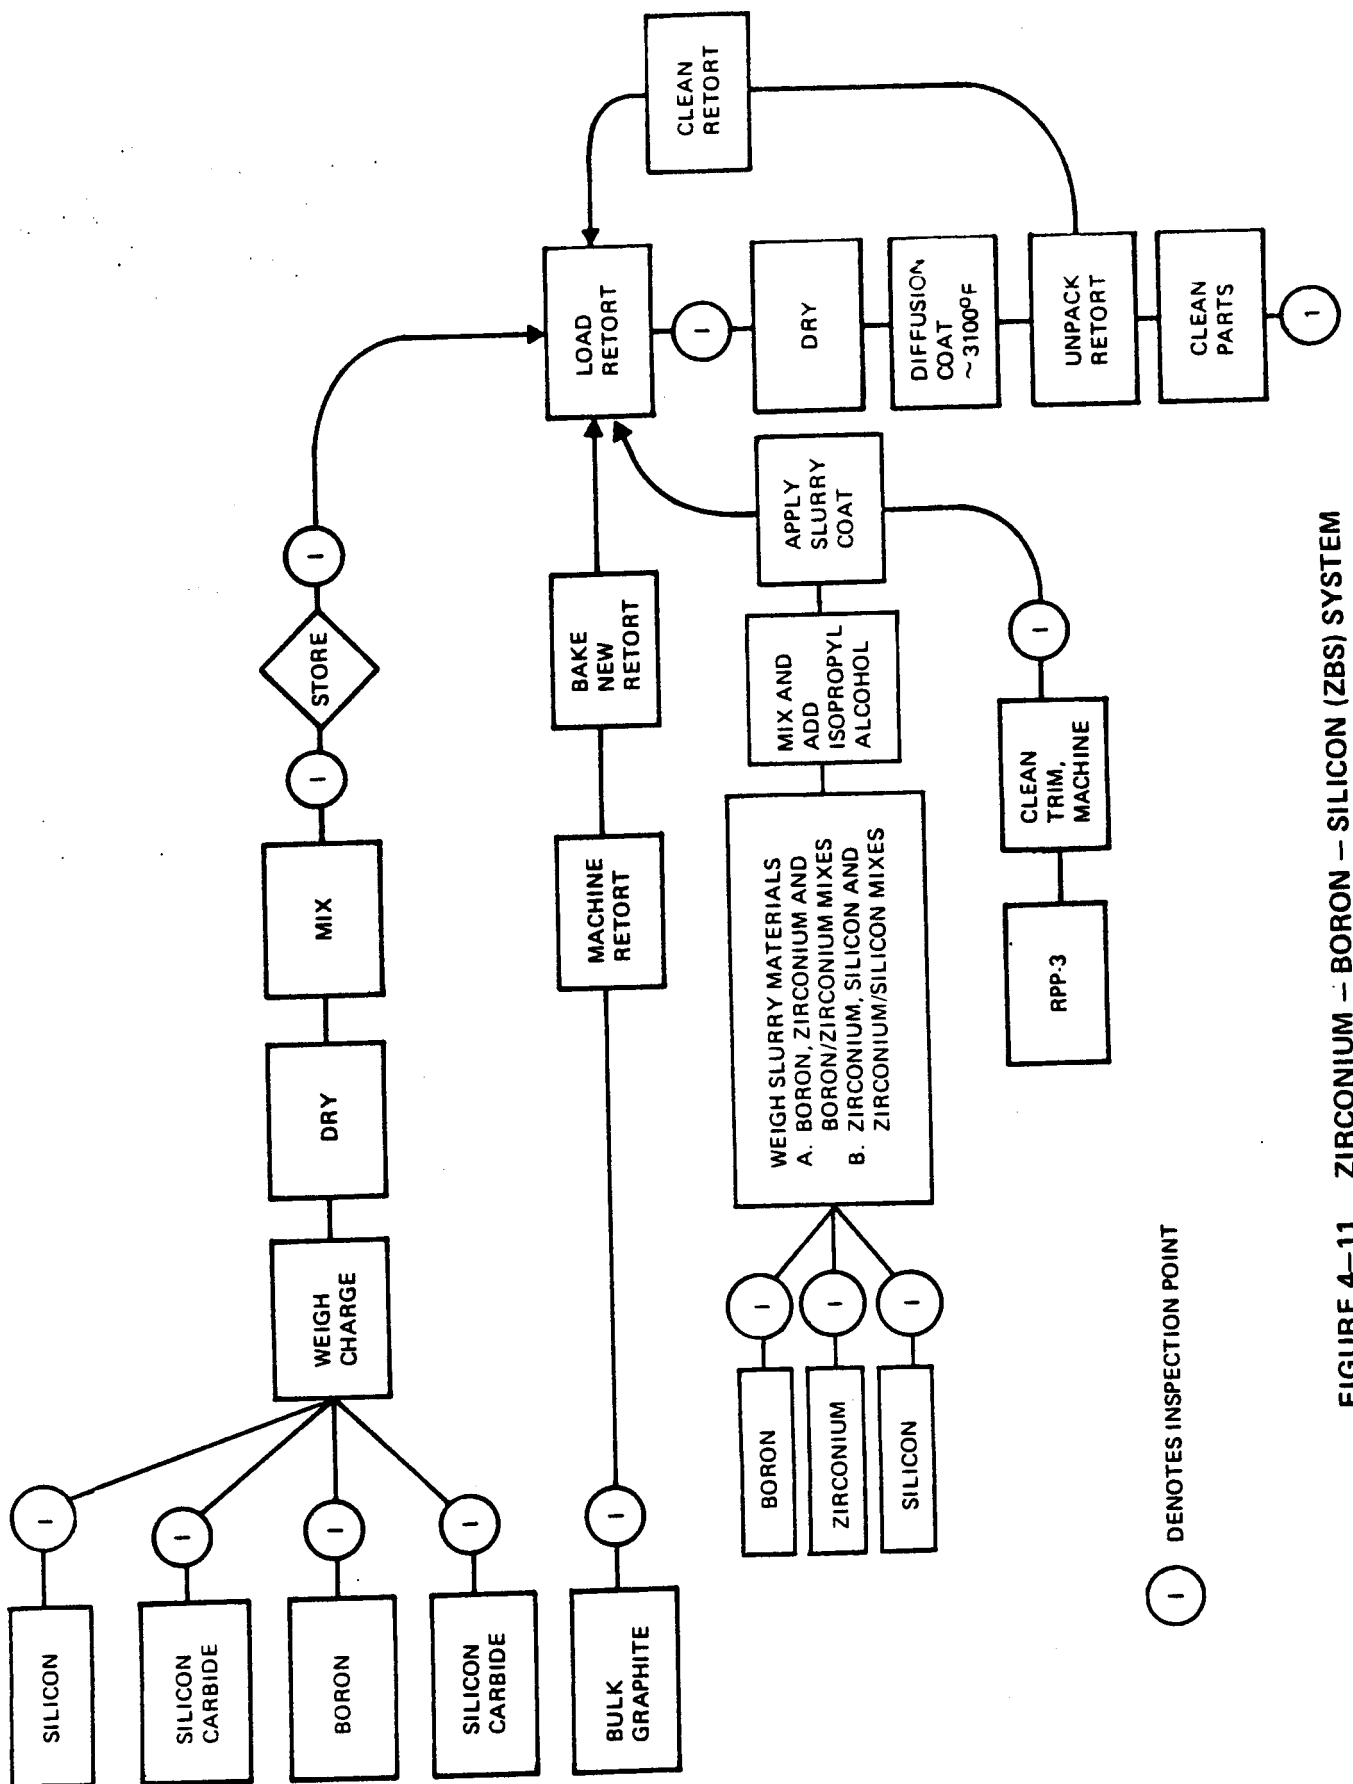 SILICON
I
SILICON
CARBIDE
I
BORON
I
SILICON
CARBIDE
I
WEIGH
CHARGE
DRY
MIX
I
STORE
I
BULK
GRAPHITE
I
MACHINE
RETORT
BAKE
NEW
RETORT
LOAD
RETORT
CLEAN
RETORT
I
DRY
DIFFUSION
COAT
~3100°F
UNPACK
RETORT
CLEAN
PARTS
I
BORON
I
ZIRCONIUM
I
SILICON
I
WEIGH SLURRY MATERIALS
A. BORON, ZIRCONIUM AND
BORON/ZIRCONIUM MIXES
B. ZIRCONIUM, SILICON AND
ZIRCONIUM/SILICON MIXES
MIX AND
ADD
ISOPROPYL
ALCOHOL
APPLY
SLURRY
COAT
RPP-3
CLEAN
TRIM,
MACHINE
I
I DENOTES INSPECTION POINT
FIGURE 4–11 ZIRCONIUM – BORON – SILICON (ZBS) SYSTEM